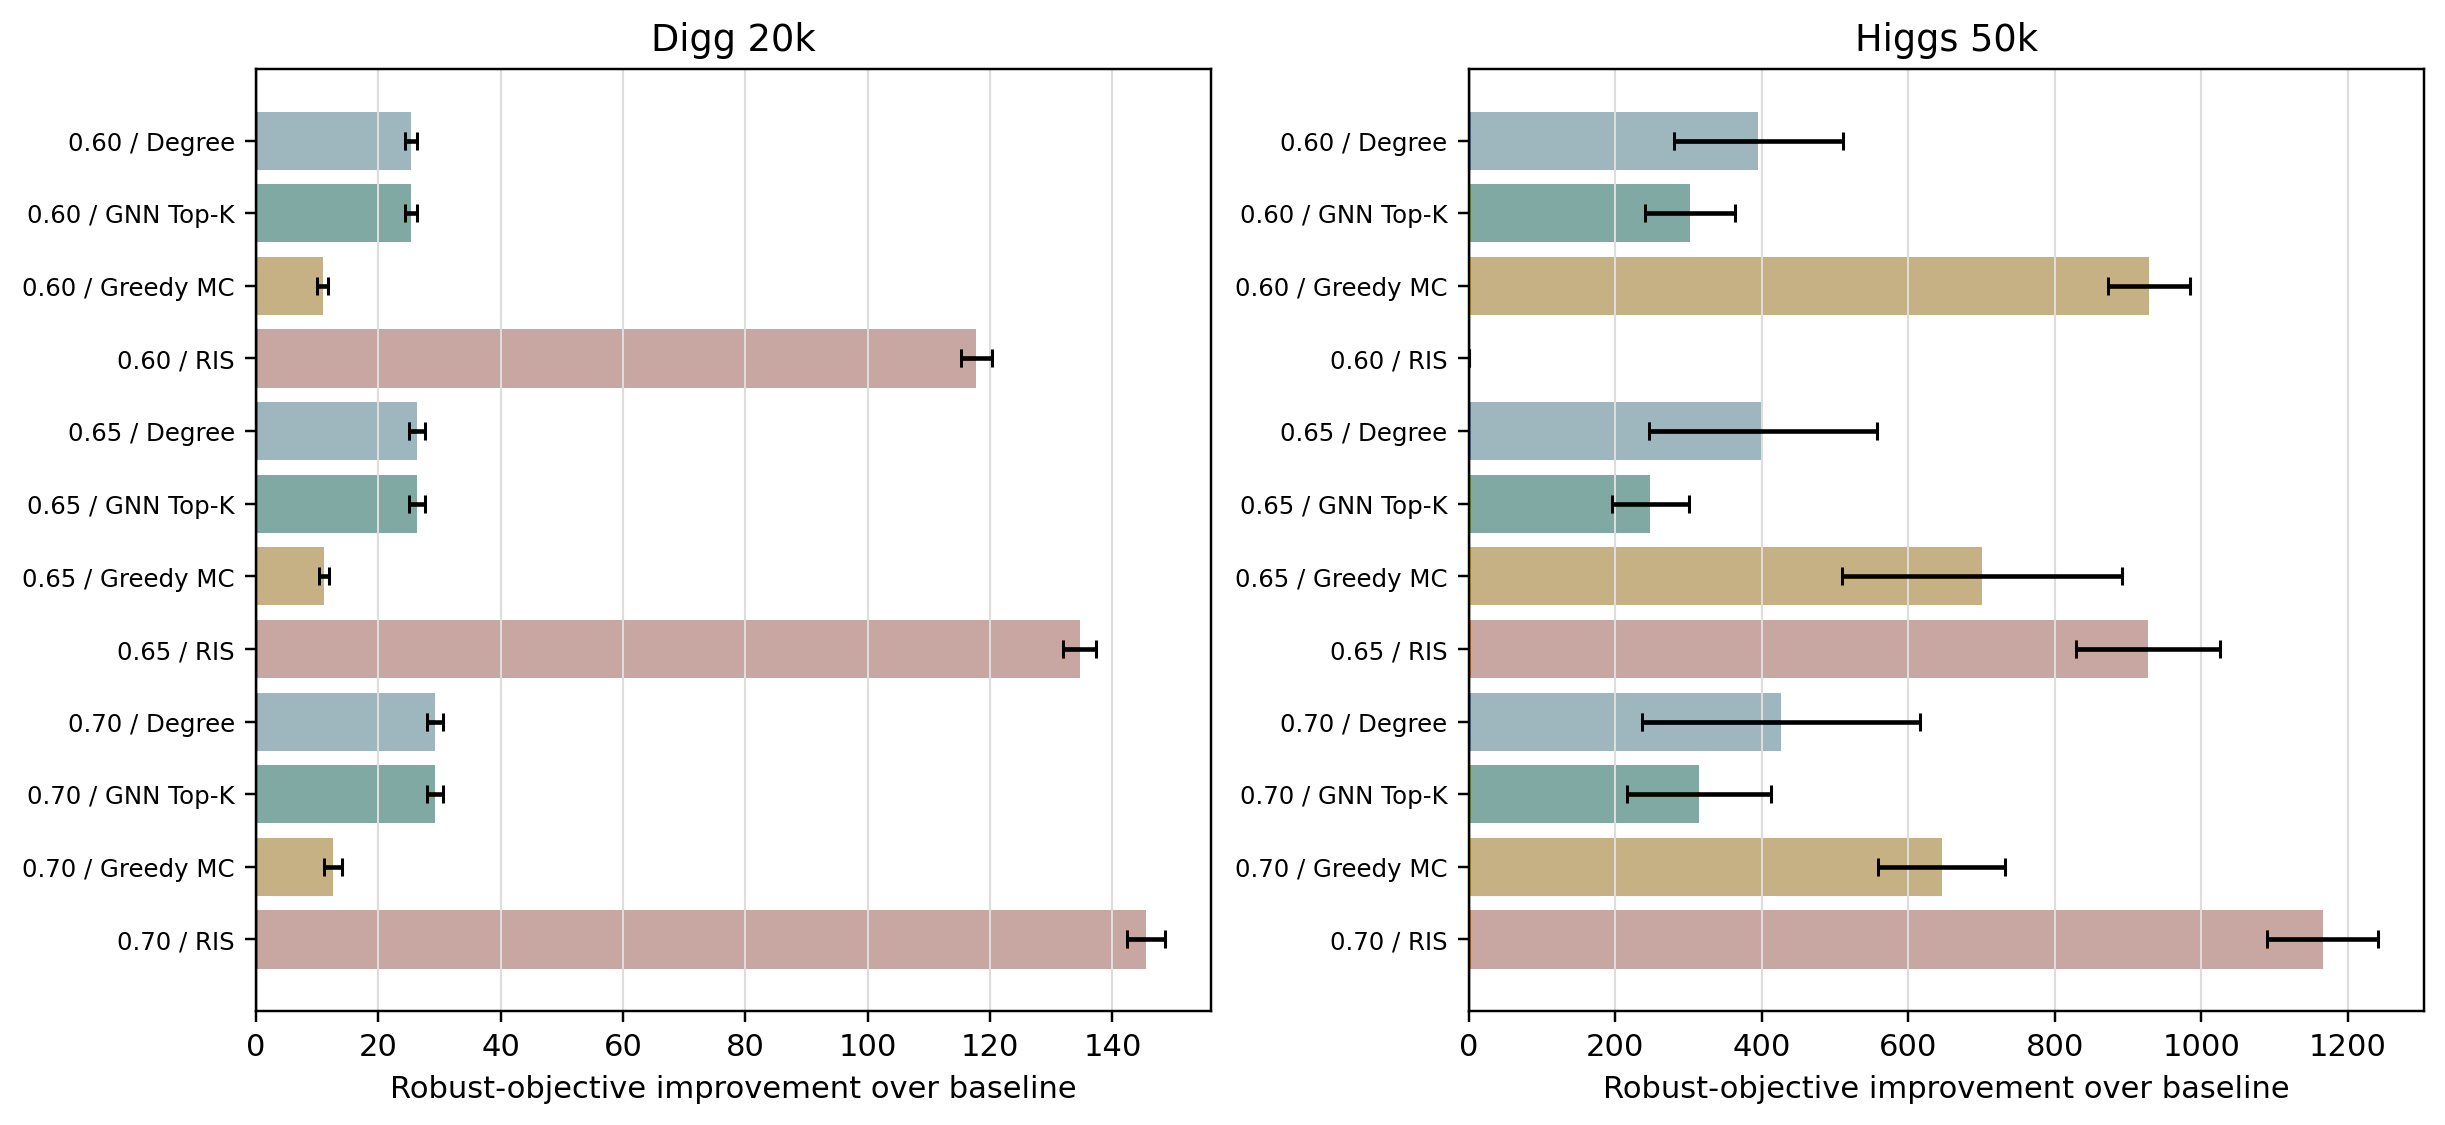 Digg 20k
0.60 / Degree
0.60 / GNN Top-K
0.60 / Greedy MC
0.60 / RIS
0.65 / Degree
0.65 / GNN Top-K
0.65 / Greedy MC
0.65 / RIS
0.70 / Degree
0.70 / GNN Top-K
0.70 / Greedy MC
0.70 / RIS
0 20 40 60 80 100 120 140
Robust-objective improvement over baseline
Higgs 50k
0.60 / Degree
0.60 / GNN Top-K
0.60 / Greedy MC
0.60 / RIS
0.65 / Degree
0.65 / GNN Top-K
0.65 / Greedy MC
0.65 / RIS
0.70 / Degree
0.70 / GNN Top-K
0.70 / Greedy MC
0.70 / RIS
0 200 400 600 800 1000 1200
Robust-objective improvement over baseline